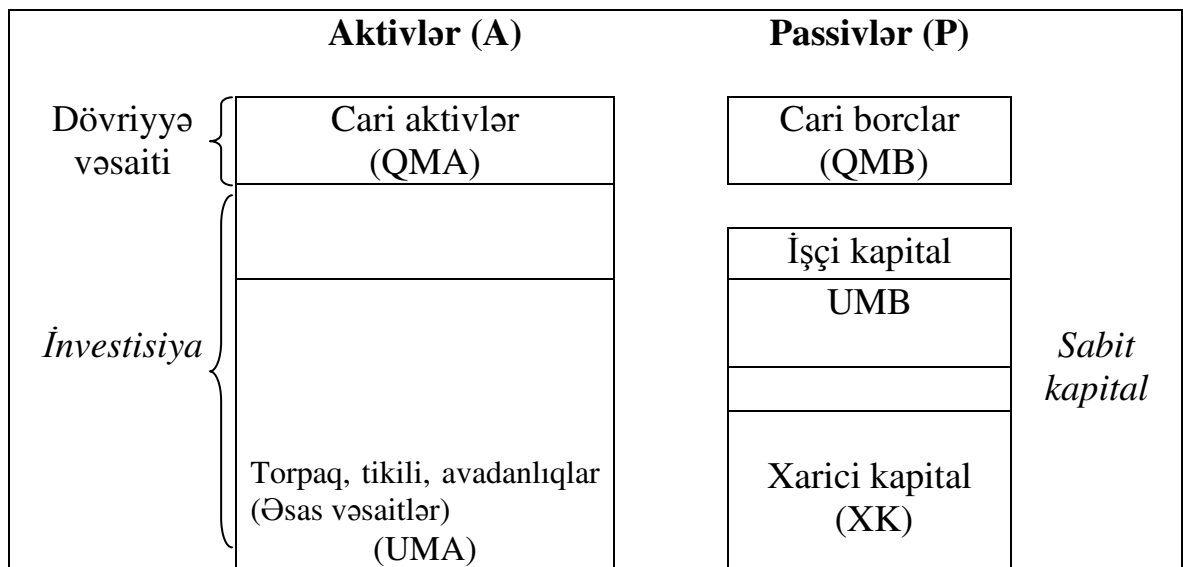 Aktivlər (A)
Passivlər (P)
Dövriyyə
vəsaiti
Cari aktivlər
(QMA)
Cari borclar
(QMB)
İşçi kapital
UMB
İnvestisiya
Sabit
kapital
Torpaq, tikili, avadanlıqlar
(Əsas vəsaitlər)
(UMA)
Xarici kapital
(XK)